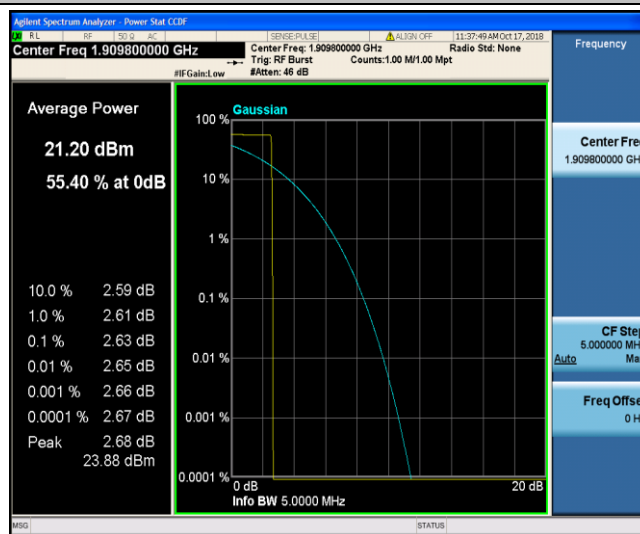 Agilent Spectrum Analyzer - Power Stat CCDF
RL RF 50 Ω AC SENSE:PULSE ALIGN OFF 11:37:49 AM Oct 17, 2018
Center Freq 1.909800000 GHz
Center Freq: 1.909800000 GHz Radio Std: None
Trig: RF Burst Counts:1.00 M/1.00 Mpt
#IFGain:Low #Atten: 46 dB
Frequency
Average Power
21.20 dBm
55.40 % at 0dB
10.0 % 2.59 dB
1.0 % 2.61 dB
0.1 % 2.63 dB
0.01 % 2.65 dB
0.001 % 2.66 dB
0.0001 % 2.67 dB
Peak 2.68 dB
23.88 dBm
Gaussian
100 %
10 %
1 %
0.1 %
0.01 %
0.001 %
0.0001 %
0 dB 20 dB
Info BW 5.0000 MHz
Center Fre
1.909800000 GH
CF Step
5.000000 MH
Auto Ma
Freq Offse
0 H
MSG STATUS